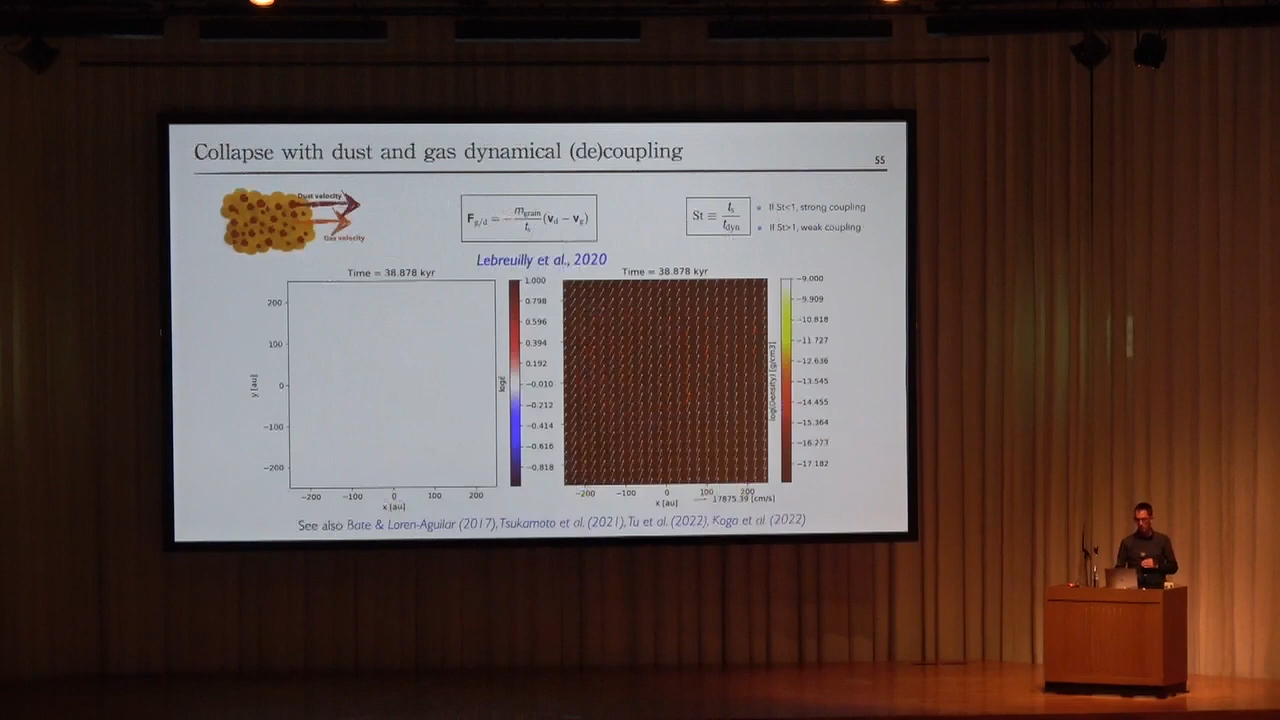 Collapse with dust and gas dynamical (de)coupling
55
Dust velocity
Gas velocity
F_g/d = - m_grain / t_s (v_d − v_g)
St ≡ t_s / t_dyn
• If St<1, strong coupling
• If St>1, weak coupling
Lebreuilly et al., 2020
Time = 38.878 kyr
200
100
0
−100
−200
y [au]
−200 −100 0 100 200
x [au]
1.000
0.798
0.596
0.394
0.192
−0.010
−0.212
−0.414
−0.616
−0.818
Time = 38.878 kyr
−200 −100 0 100 200
x [au]
17875.39 [cm/s]
−9.000
−9.909
−10.818
−11.727
−12.636
−13.545
−14.455
−15.364
−16.273
−17.182
log(Density) [g/cm3]
See also Bate & Loren-Aguilar (2017), Tsukamoto et al. (2021), Tu et al. (2022), Koga et al. (2022)